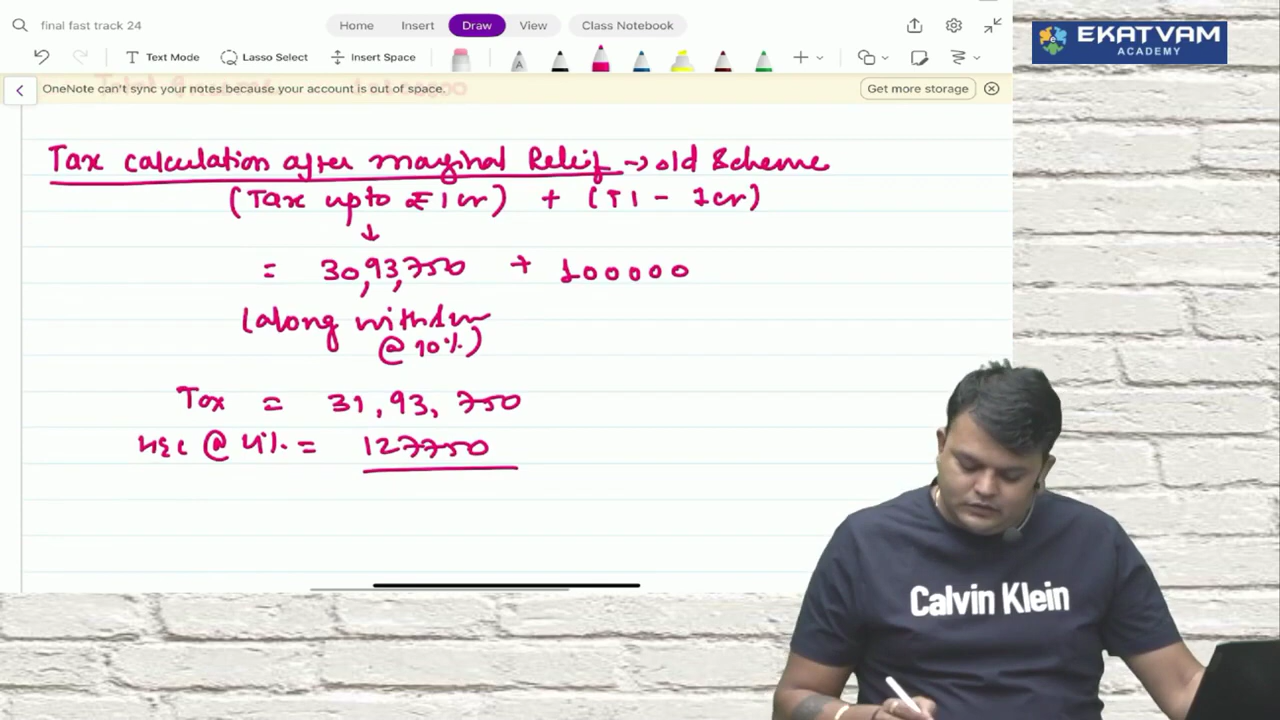 final fast track 24
Home Insert Draw View Class Notebook
EKATVAM
ACADEMY
Text Mode Lasso Select Insert Space
OneNote can't sync your notes because your account is out of space.
Get more storage
Tax calculation after marginal Relief → old Scheme
(Tax upto ₹1cr) + (TI - 1cr)
↓
= 30,93,750 + 100000
(along with
@ 10%)
Tax = 31,93,750
HEC @ 4% = 127750
Calvin Klein